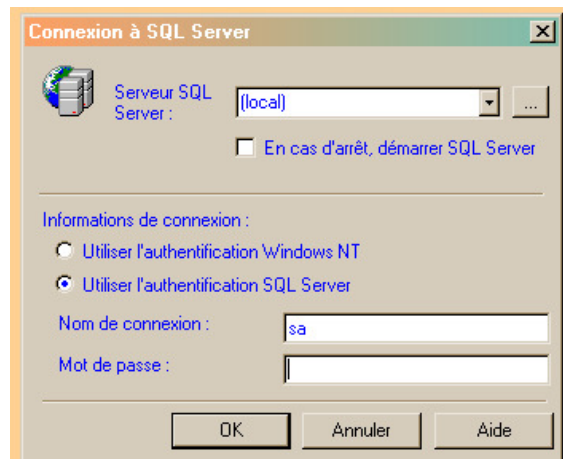 Connexion à SQL Server
Serveur SQL
Server :
(local)
...
En cas d'arrêt, démarrer SQL Server
Informations de connexion :
Utiliser l'authentification Windows NT
Utiliser l'authentification SQL Server
Nom de connexion :
sa
Mot de passe :
OK
Annuler
Aide